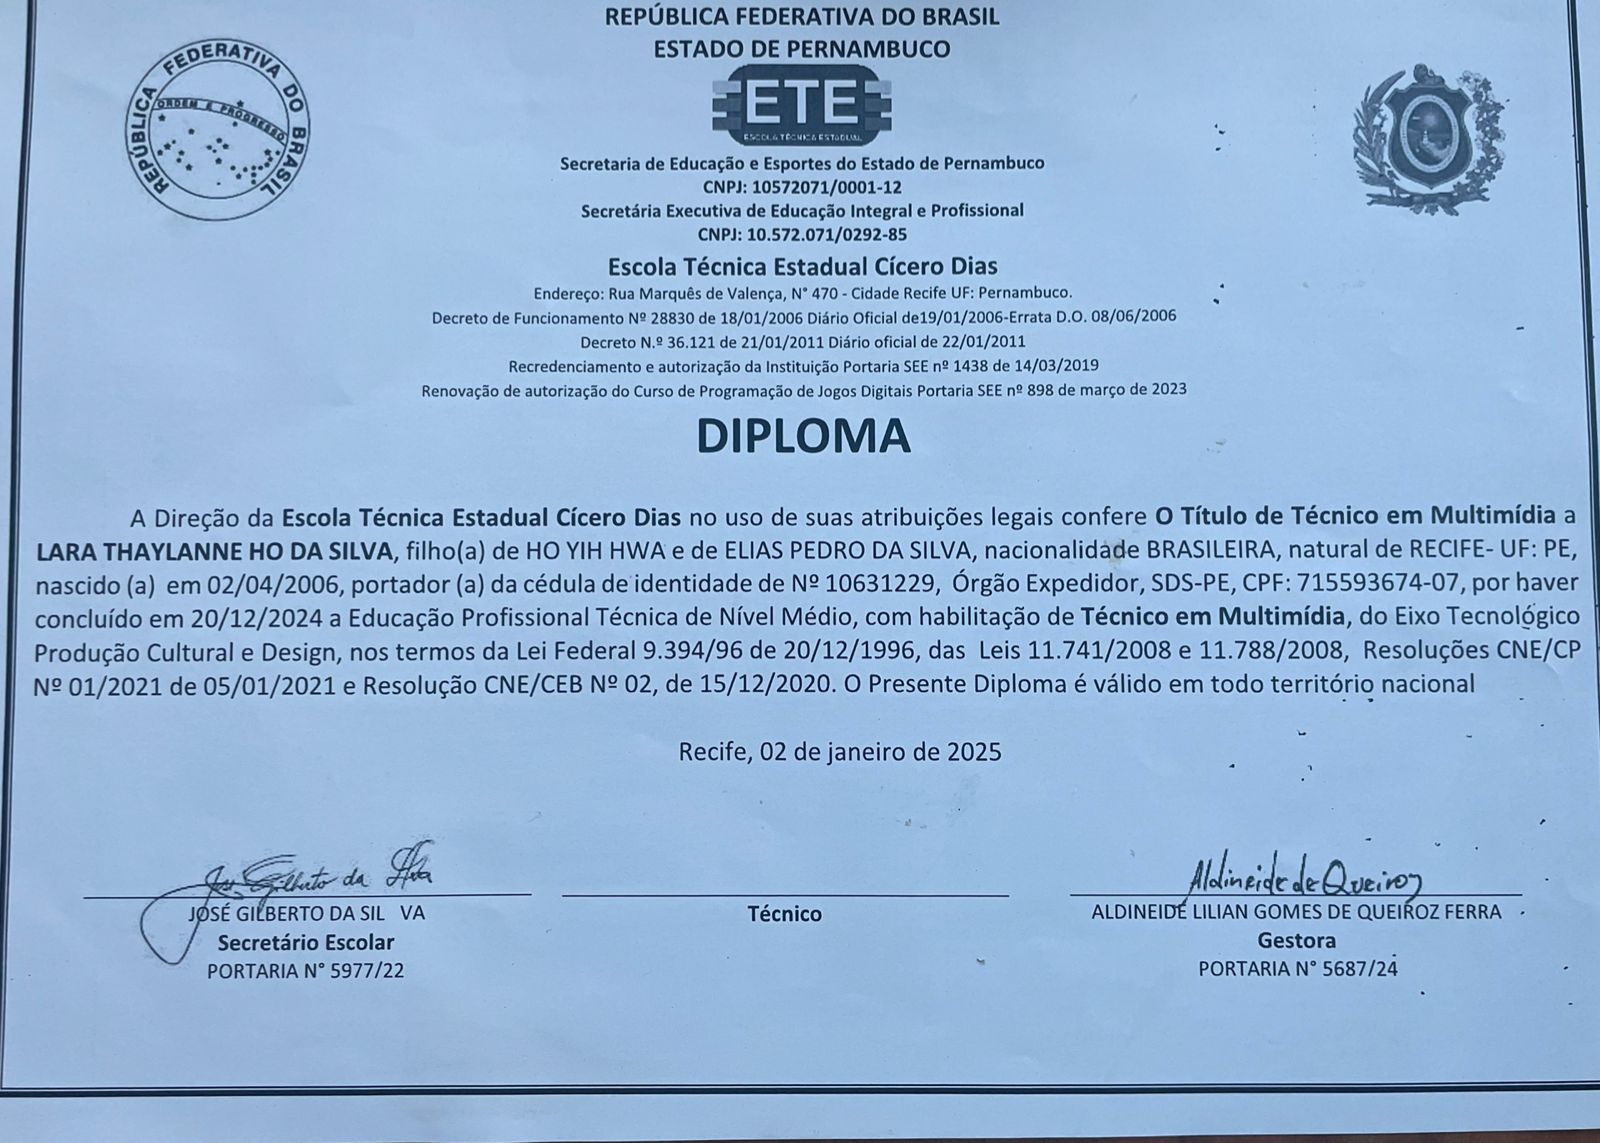 REPÚBLICA FEDERATIVA DO BRASIL
ESTADO DE PERNAMBUCO
REPÚBLICA FEDERATIVA DO BRASIL
ORDEM E PROGRESSO
ETE
ESCOLA TÉCNICA ESTADUAL
Secretaria de Educação e Esportes do Estado de Pernambuco
CNPJ: 10572071/0001-12
Secretária Executiva de Educação Integral e Profissional
CNPJ: 10.572.071/0292-85
Escola Técnica Estadual Cícero Dias
Endereço: Rua Marquês de Valença, N° 470 - Cidade Recife UF: Pernambuco.
Decreto de Funcionamento Nº 28830 de 18/01/2006 Diário Oficial de19/01/2006-Errata D.O. 08/06/2006
Decreto N.º 36.121 de 21/01/2011 Diário oficial de 22/01/2011
Recredenciamento e autorização da Instituição Portaria SEE nº 1438 de 14/03/2019
Renovação de autorização do Curso de Programação de Jogos Digitais Portaria SEE nº 898 de março de 2023
DIPLOMA
A Direção da Escola Técnica Estadual Cícero Dias no uso de suas atribuições legais confere O Título de Técnico em Multimídia a
LARA THAYLANNE HO DA SILVA, filho(a) de HO YIH HWA e de ELIAS PEDRO DA SILVA, nacionalidade BRASILEIRA, natural de RECIFE- UF: PE,
nascido (a) em 02/04/2006, portador (a) da cédula de identidade de Nº 10631229, Órgão Expedidor, SDS-PE, CPF: 715593674-07, por haver
concluído em 20/12/2024 a Educação Profissional Técnica de Nível Médio, com habilitação de Técnico em Multimídia, do Eixo Tecnológico
Produção Cultural e Design, nos termos da Lei Federal 9.394/96 de 20/12/1996, das Leis 11.741/2008 e 11.788/2008, Resoluções CNE/CP
Nº 01/2021 de 05/01/2021 e Resolução CNE/CEB Nº 02, de 15/12/2020. O Presente Diploma é válido em todo território nacional
Recife, 02 de janeiro de 2025
José Gilberto da Silva
Aldineide de Queiroz
JOSÉ GILBERTO DA SIL VA
Secretário Escolar
PORTARIA N° 5977/22
Técnico
ALDINEIDE LILIAN GOMES DE QUEIROZ FERRA
Gestora
PORTARIA N° 5687/24